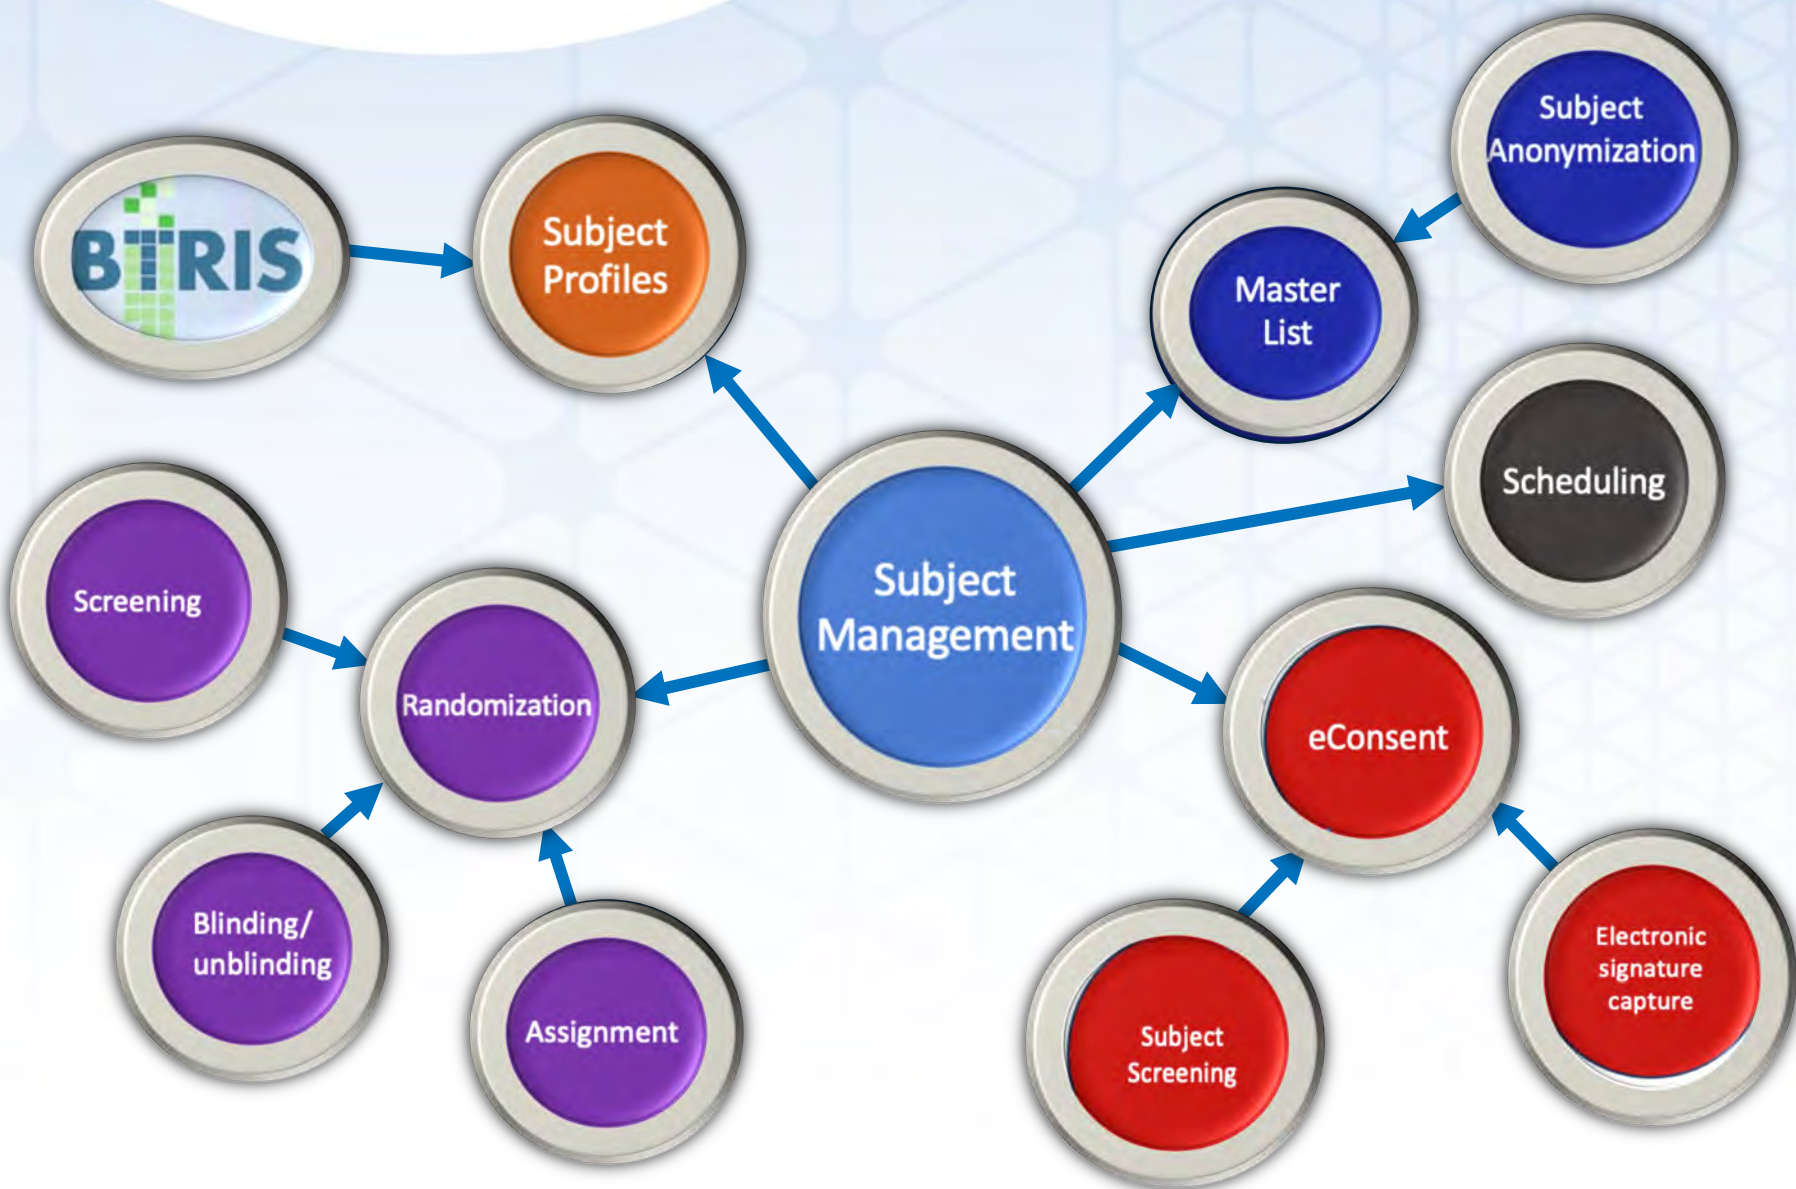 Subject
Anonymization
BTRIS
Subject
Profiles
Master
List
Scheduling
Subject
Management
Screening
Randomization
eConsent
Blinding/
unblinding
Assignment
Electronic
signature
capture
Subject
Screening